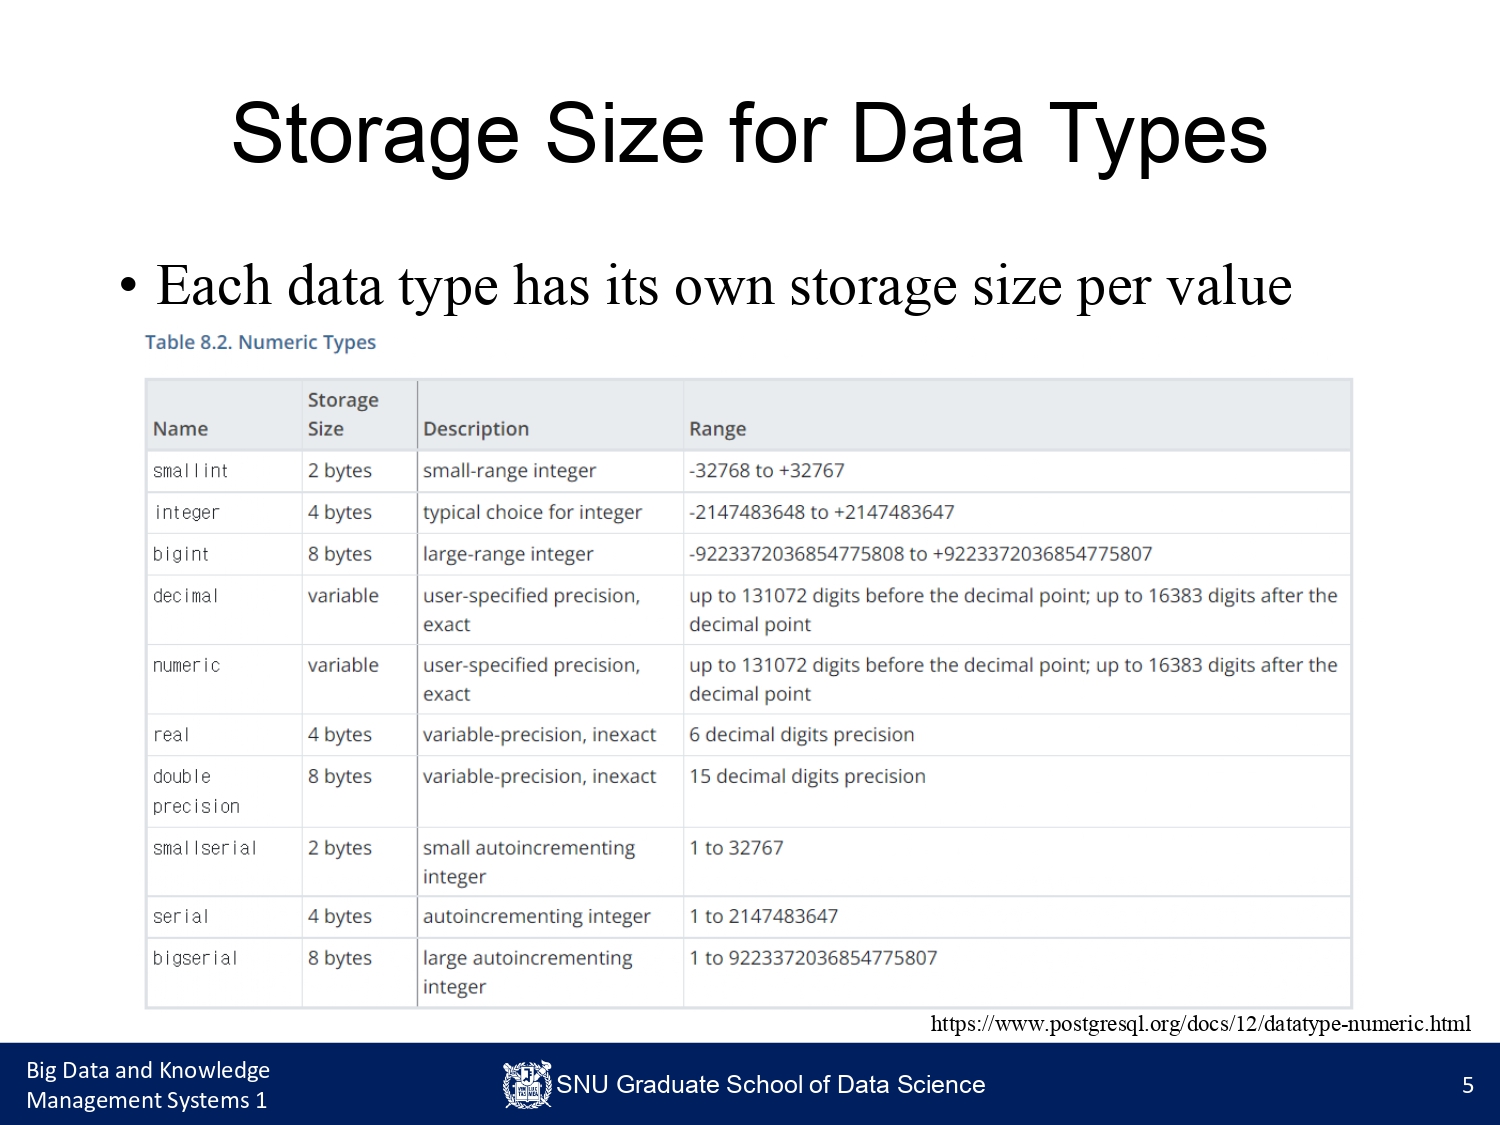 Storage Size for Data Types
• Each data type has its own storage size per value
Table 8.2. Numeric Types
Name Storage Size Description Range
smallint 2 bytes small-range integer -32768 to +32767
integer 4 bytes typical choice for integer -2147483648 to +2147483647
bigint 8 bytes large-range integer -9223372036854775808 to +9223372036854775807
decimal variable user-specified precision, exact up to 131072 digits before the decimal point; up to 16383 digits after the decimal point
numeric variable user-specified precision, exact up to 131072 digits before the decimal point; up to 16383 digits after the decimal point
real 4 bytes variable-precision, inexact 6 decimal digits precision
double precision 8 bytes variable-precision, inexact 15 decimal digits precision
smallserial 2 bytes small autoincrementing integer 1 to 32767
serial 4 bytes autoincrementing integer 1 to 2147483647
bigserial 8 bytes large autoincrementing integer 1 to 9223372036854775807
https://www.postgresql.org/docs/12/datatype-numeric.html
Big Data and Knowledge
Management Systems 1
SNU Graduate School of Data Science
5